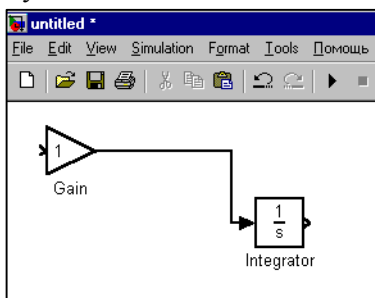 untitled *
File Edit View Simulation Format Tools Помощь
1
Gain
1
s
Integrator